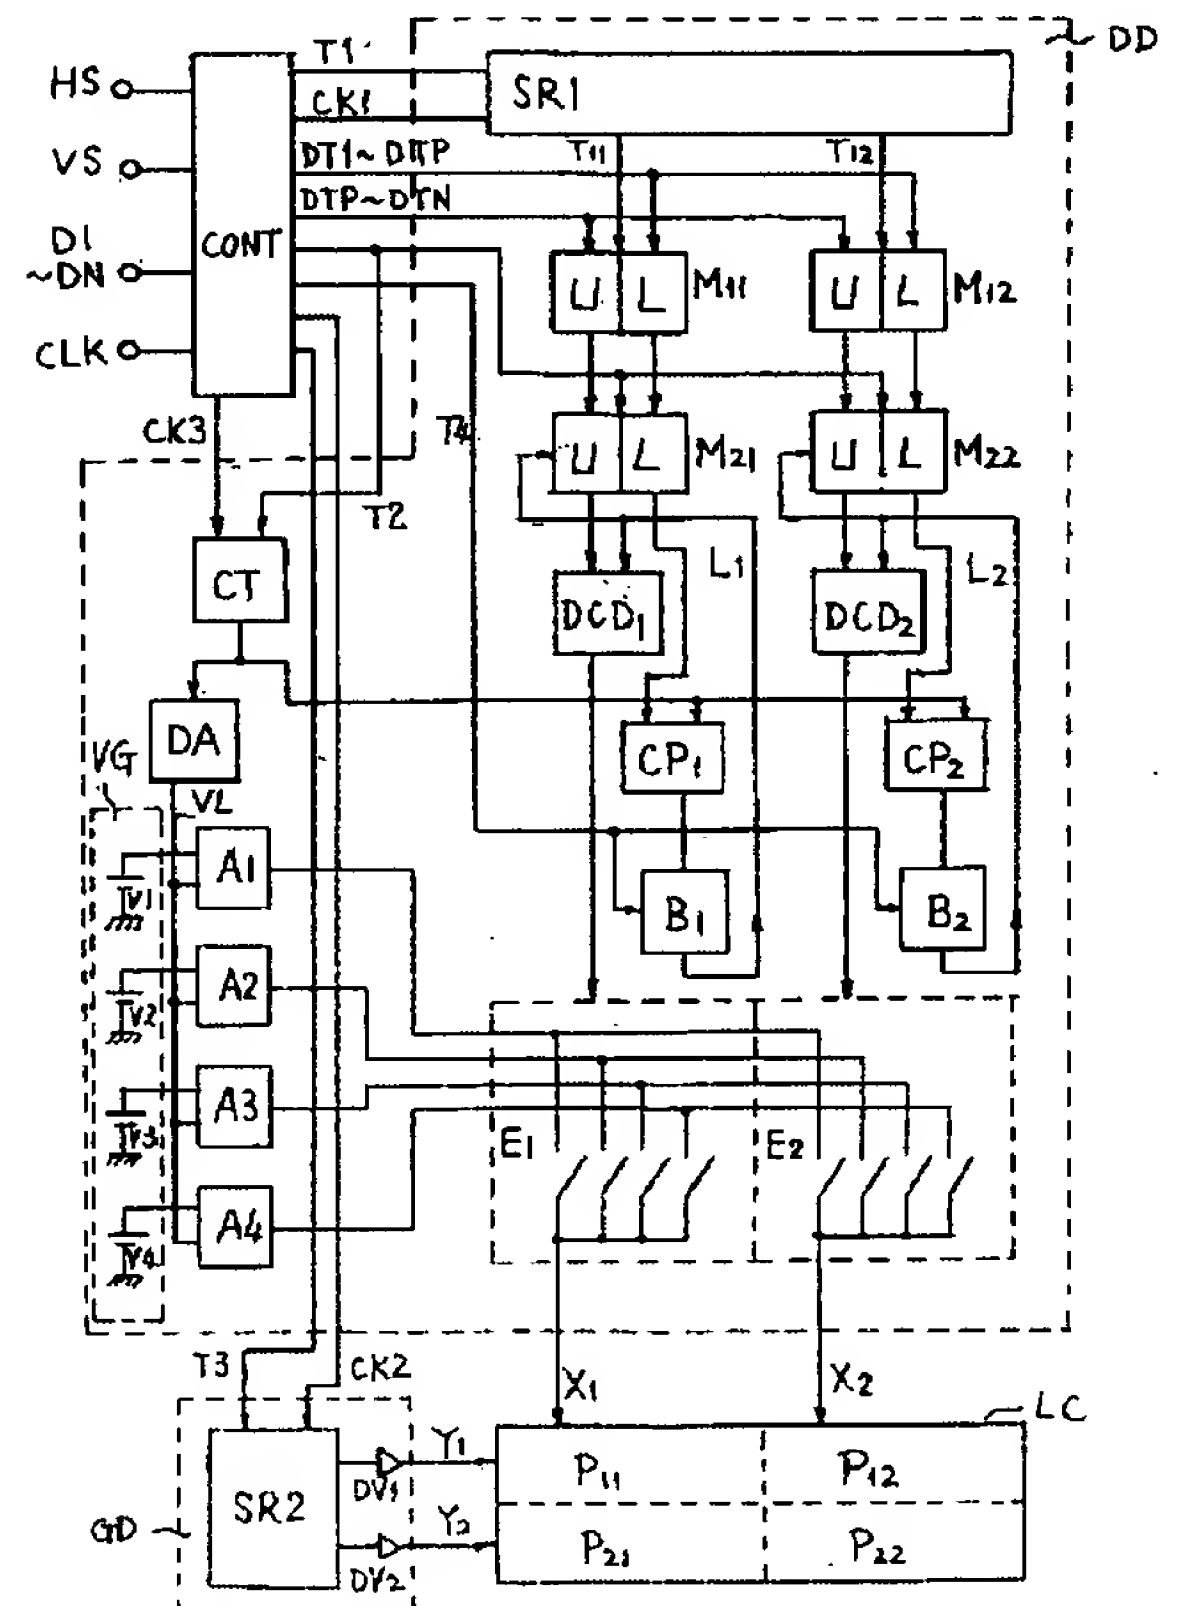 T1
DD
HS
CK1
SR1
VS
DT1~DTP
T11
T12
DTP~DTN
D1
~DN
CONT
U L
M11
U L
M12
CLK
CK3
T4
U L
M21
U L
M22
T2
L1
L2
CT
DCD1
DCD2
DA
VG
CP1
CP2
VL
A1
V1
B1
B2
A2
V2
A3
V3
E1
E2
A4
V4
T3
CK2
X1
X2
LC
Y1
P11
P12
DV1
SR2
GD
Y2
P21
P22
DV2